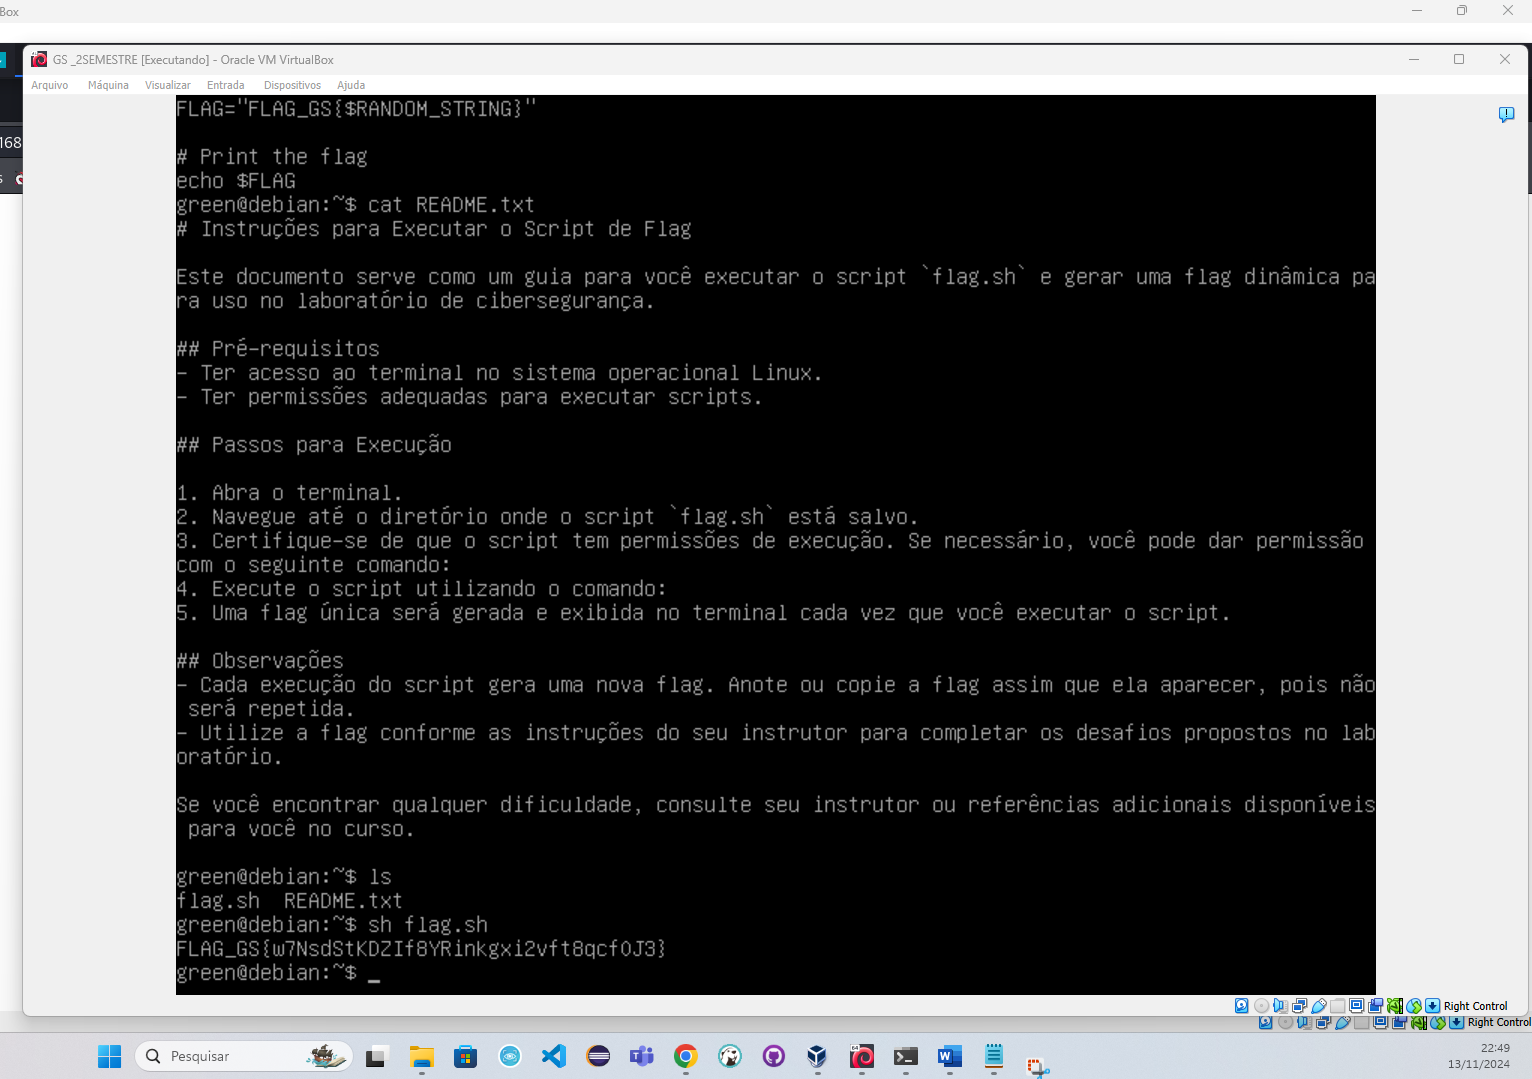 Box
GS _2SEMESTRE [Executando] - Oracle VM VirtualBox
Arquivo Máquina Visualizar Entrada Dispositivos Ajuda
168
s
FLAG="FLAG_GS{$RANDOM_STRING}"
# Print the flag
echo $FLAG
green@debian:~$ cat README.txt
# Instruções para Executar o Script de Flag
Este documento serve como um guia para você executar o script `flag.sh` e gerar uma flag dinâmica pa
ra uso no laboratório de cibersegurança.
## Pré-requisitos
- Ter acesso ao terminal no sistema operacional Linux.
- Ter permissões adequadas para executar scripts.
## Passos para Execução
1. Abra o terminal.
2. Navegue até o diretório onde o script `flag.sh` está salvo.
3. Certifique-se de que o script tem permissões de execução. Se necessário, você pode dar permissão
com o seguinte comando:
4. Execute o script utilizando o comando:
5. Uma flag única será gerada e exibida no terminal cada vez que você executar o script.
## Observações
- Cada execução do script gera uma nova flag. Anote ou copie a flag assim que ela aparecer, pois não
será repetida.
- Utilize a flag conforme as instruções do seu instrutor para completar os desafios propostos no lab
oratório.
Se você encontrar qualquer dificuldade, consulte seu instrutor ou referências adicionais disponíveis
para você no curso.
green@debian:~$ ls
flag.sh README.txt
green@debian:~$ sh flag.sh
FLAG_GS{w7NsdStKDZIf8YRinkgxi2vft8qcf0J3}
green@debian:~$ _
Right Control
Right Control
Pesquisar
22:49
13/11/2024